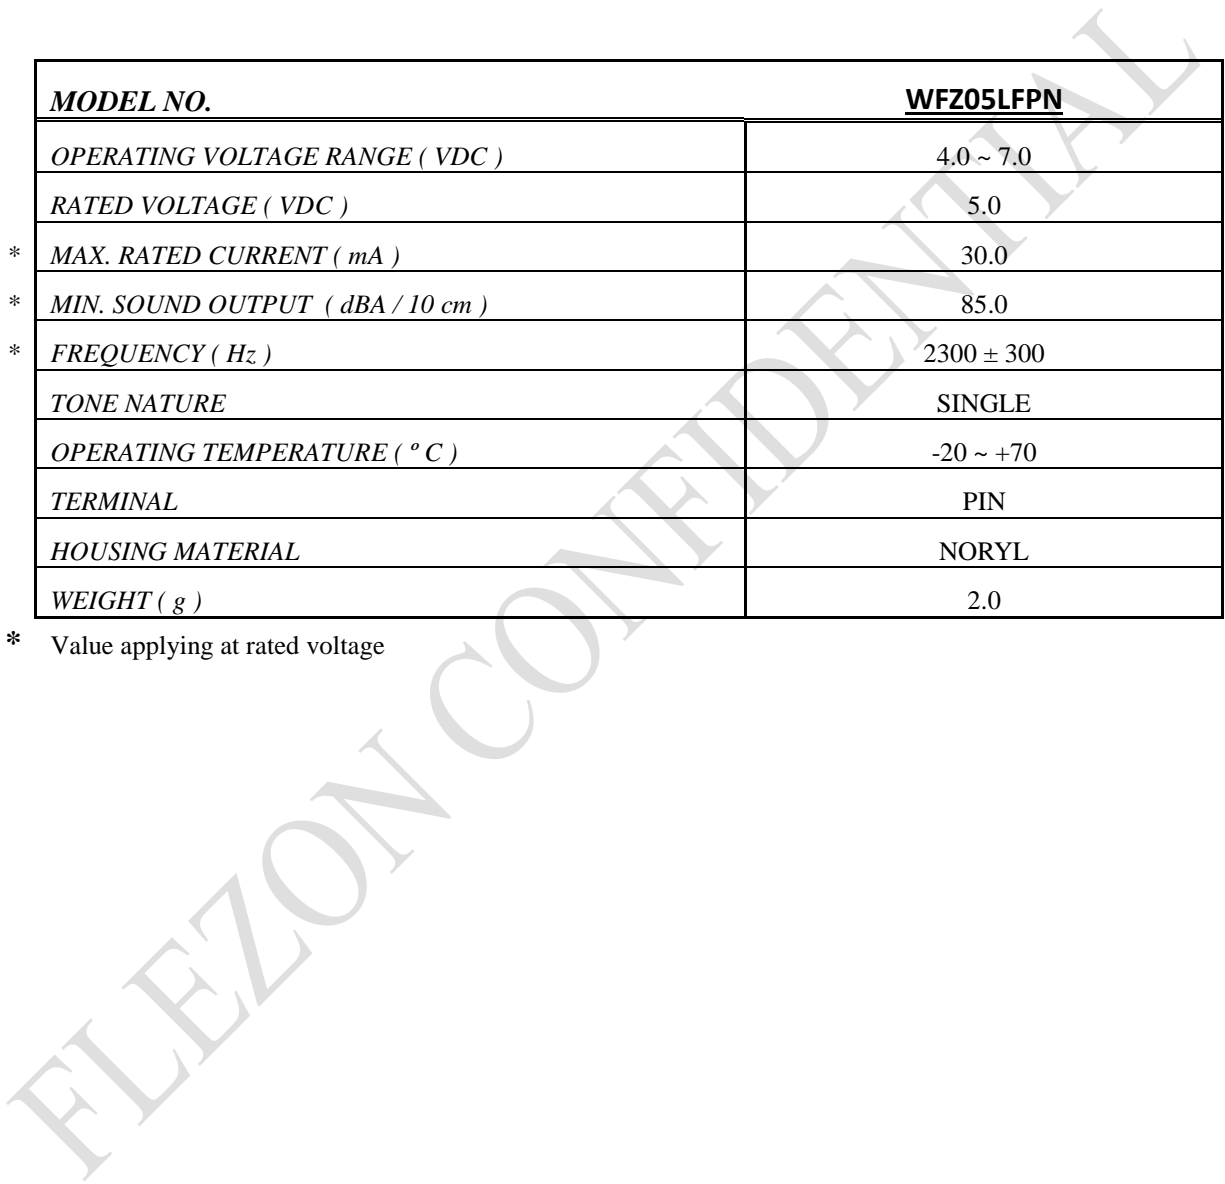 MODEL NO. WFZ05LFPN
OPERATING VOLTAGE RANGE ( VDC ) 4.0 ~ 7.0
RATED VOLTAGE ( VDC ) 5.0
* MAX. RATED CURRENT ( mA ) 30.0
* MIN. SOUND OUTPUT ( dBA / 10 cm ) 85.0
* FREQUENCY ( Hz ) 2300 ± 300
TONE NATURE SINGLE
OPERATING TEMPERATURE ( º C ) -20 ~ +70
TERMINAL PIN
HOUSING MATERIAL NORYL
WEIGHT ( g ) 2.0
* Value applying at rated voltage
FLEZON CONFIDENTIAL